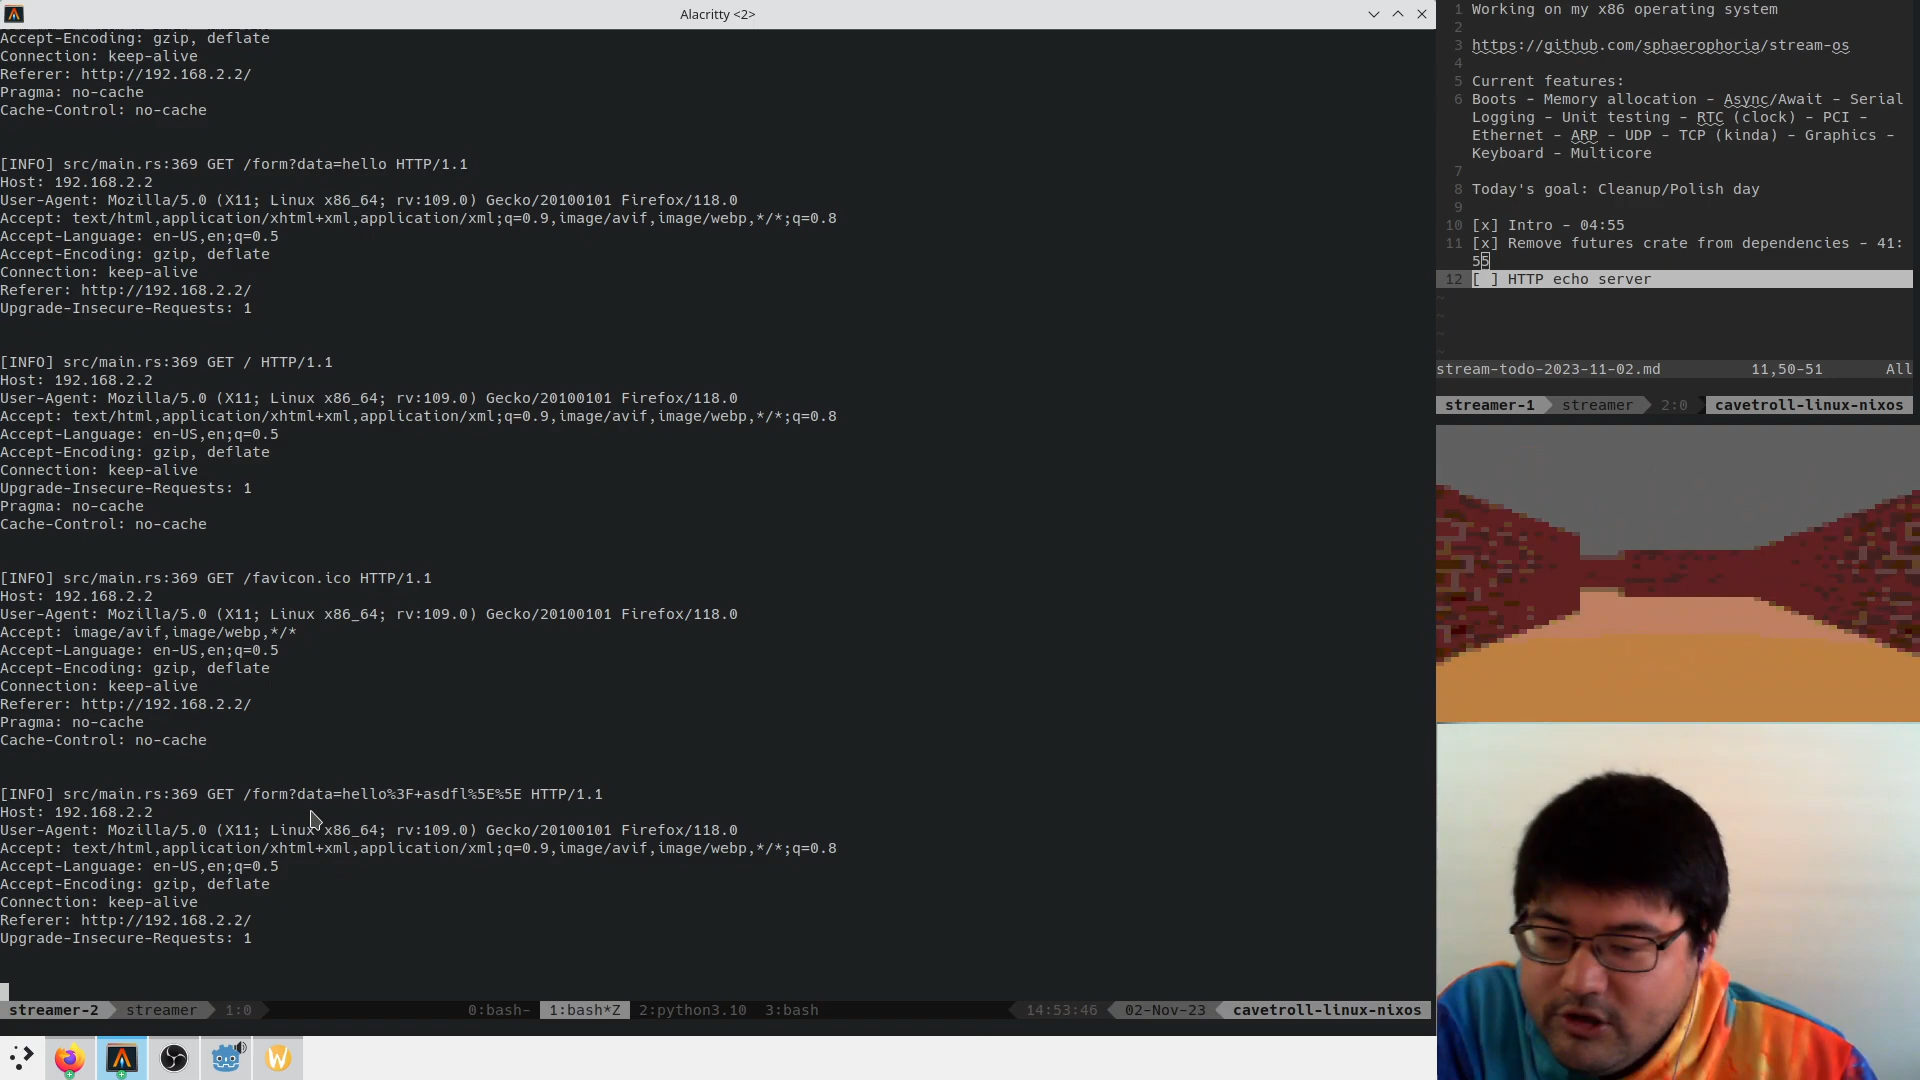 Alacritty <2>
Accept-Encoding: gzip, deflate
Connection: keep-alive
Referer: http://192.168.2.2/
Pragma: no-cache
Cache-Control: no-cache
[INFO] src/main.rs:369 GET /form?data=hello HTTP/1.1
Host: 192.168.2.2
User-Agent: Mozilla/5.0 (X11; Linux x86_64; rv:109.0) Gecko/20100101 Firefox/118.0
Accept: text/html,application/xhtml+xml,application/xml;q=0.9,image/avif,image/webp,*/*;q=0.8
Accept-Language: en-US,en;q=0.5
Accept-Encoding: gzip, deflate
Connection: keep-alive
Referer: http://192.168.2.2/
Upgrade-Insecure-Requests: 1
[INFO] src/main.rs:369 GET / HTTP/1.1
Host: 192.168.2.2
User-Agent: Mozilla/5.0 (X11; Linux x86_64; rv:109.0) Gecko/20100101 Firefox/118.0
Accept: text/html,application/xhtml+xml,application/xml;q=0.9,image/avif,image/webp,*/*;q=0.8
Accept-Language: en-US,en;q=0.5
Accept-Encoding: gzip, deflate
Connection: keep-alive
Upgrade-Insecure-Requests: 1
Pragma: no-cache
Cache-Control: no-cache
[INFO] src/main.rs:369 GET /favicon.ico HTTP/1.1
Host: 192.168.2.2
User-Agent: Mozilla/5.0 (X11; Linux x86_64; rv:109.0) Gecko/20100101 Firefox/118.0
Accept: image/avif,image/webp,*/*
Accept-Language: en-US,en;q=0.5
Accept-Encoding: gzip, deflate
Connection: keep-alive
Referer: http://192.168.2.2/
Pragma: no-cache
Cache-Control: no-cache
[INFO] src/main.rs:369 GET /form?data=hello%3F+asdfl%5E%5E HTTP/1.1
Host: 192.168.2.2
User-Agent: Mozilla/5.0 (X11; Linux x86_64; rv:109.0) Gecko/20100101 Firefox/118.0
Accept: text/html,application/xhtml+xml,application/xml;q=0.9,image/avif,image/webp,*/*;q=0.8
Accept-Language: en-US,en;q=0.5
Accept-Encoding: gzip, deflate
Connection: keep-alive
Referer: http://192.168.2.2/
Upgrade-Insecure-Requests: 1
streamer-2 streamer 1:0 0:bash- 1:bash*Z 2:python3.10 3:bash 14:53:46 02-Nov-23 cavetroll-linux-nixos
1 Working on my x86 operating system
2
3 https://github.com/sphaerophoria/stream-os
4
5 Current features:
6 Boots - Memory allocation - Async/Await - Serial
Logging - Unit testing - RTC (clock) - PCI -
Ethernet - ARP - UDP - TCP (kinda) - Graphics -
Keyboard - Multicore
7
8 Today's goal: Cleanup/Polish day
9
10 [x] Intro - 04:55
11 [x] Remove futures crate from dependencies - 41:
55
12 [ ] HTTP echo server
~
~
~
~
stream-todo-2023-11-02.md 11,50-51 All
streamer-1 streamer 2:0 cavetroll-linux-nixos